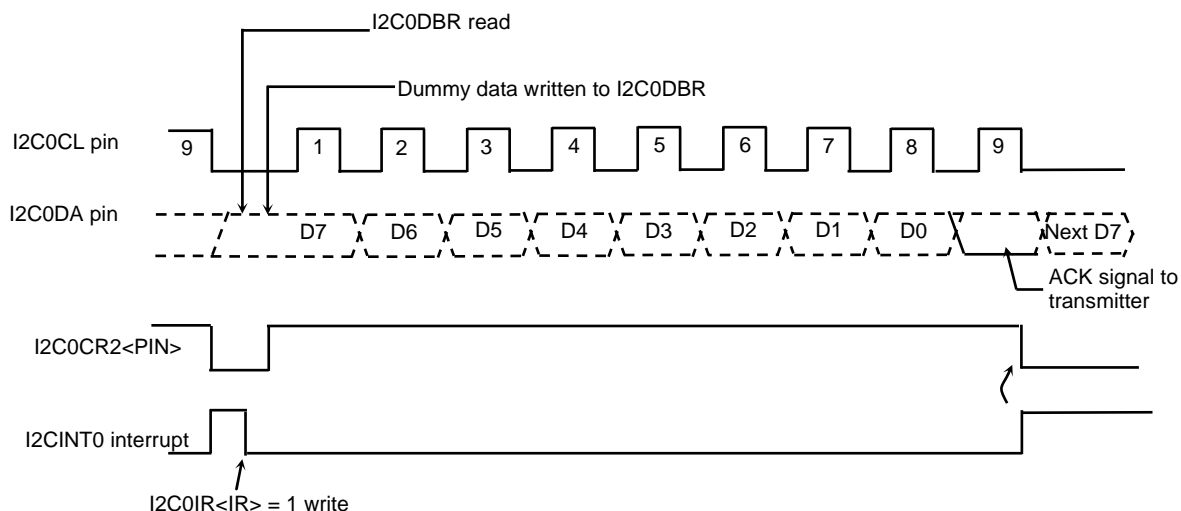 I2C0DBR read
Dummy data written to I2C0DBR
I2C0CL pin
9 1 2 3 4 5 6 7 8 9
I2C0DA pin
D7 D6 D5 D4 D3 D2 D1 D0 Next D7
ACK signal to
transmitter
I2C0CR2<PIN>
I2CINT0 interrupt
I2C0IR<IR> = 1 write